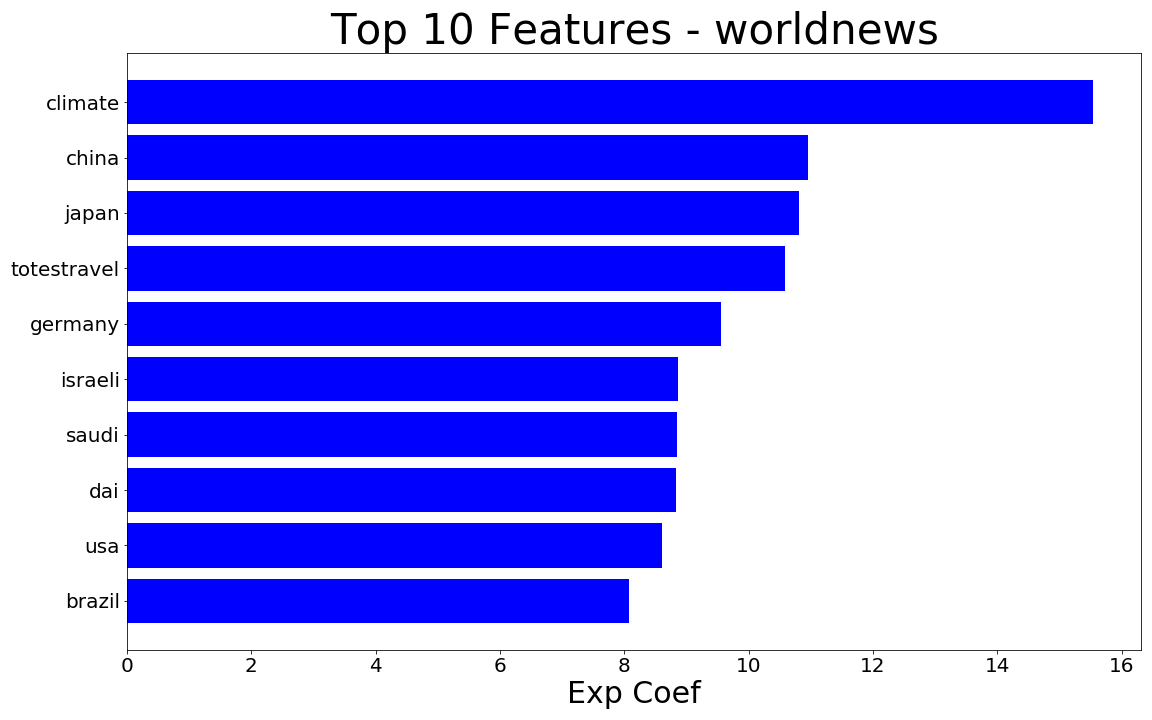 Top 10 Features - worldnews
climate
china
japan
totestravel
germany
israeli
saudi
dai
usa
brazil
0 2 4 6 8 10 12 14 16
Exp Coef